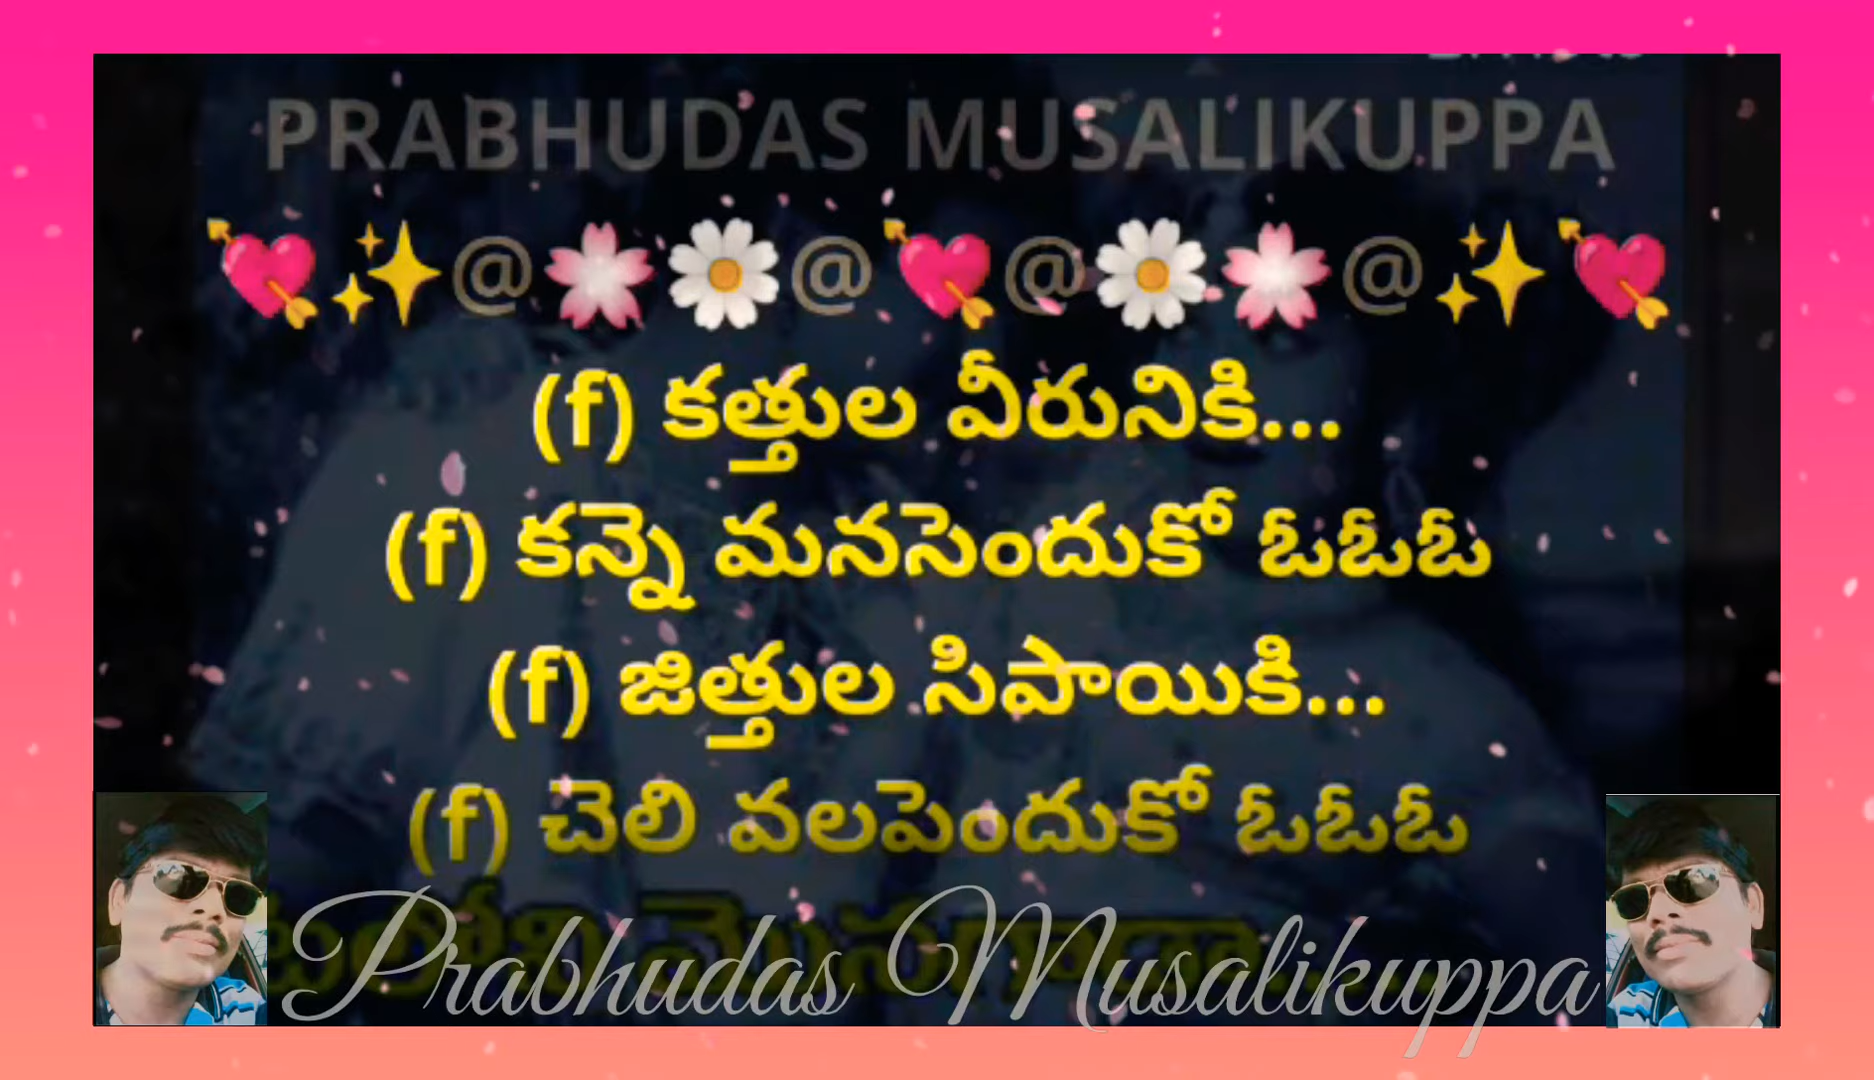 PRABHUDAS MUSALIKUPPA
💘✨@🌸🌼@💘@🌼🌸@✨💘
(f) కత్తుల వీరునికి...
(f) కన్నె మనసెందుకో ఓఓఓ
(f) జిత్తుల సిపాయికి...
(f) చెలి వలపెందుకో ఓఓఓ
Prabhudas Musalikuppa